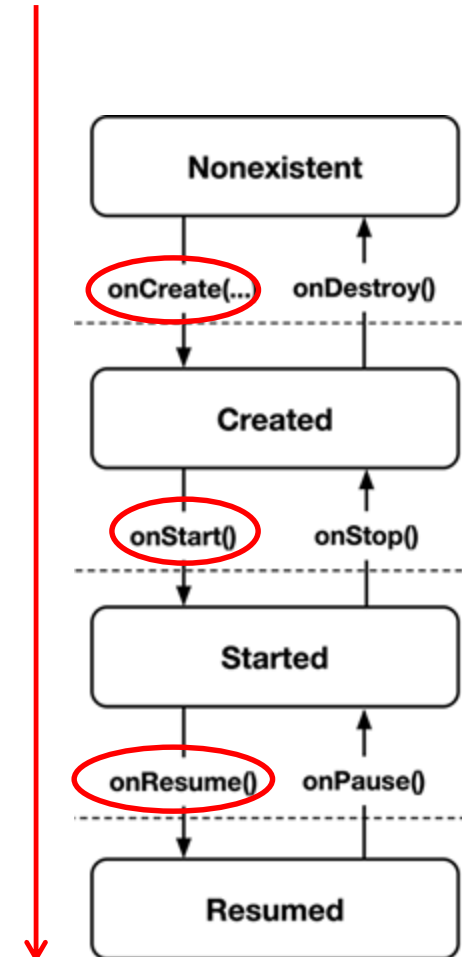 Nonexistent
onCreate(...) onDestroy()
Created
onStart() onStop()
Started
onResume() onPause()
Resumed